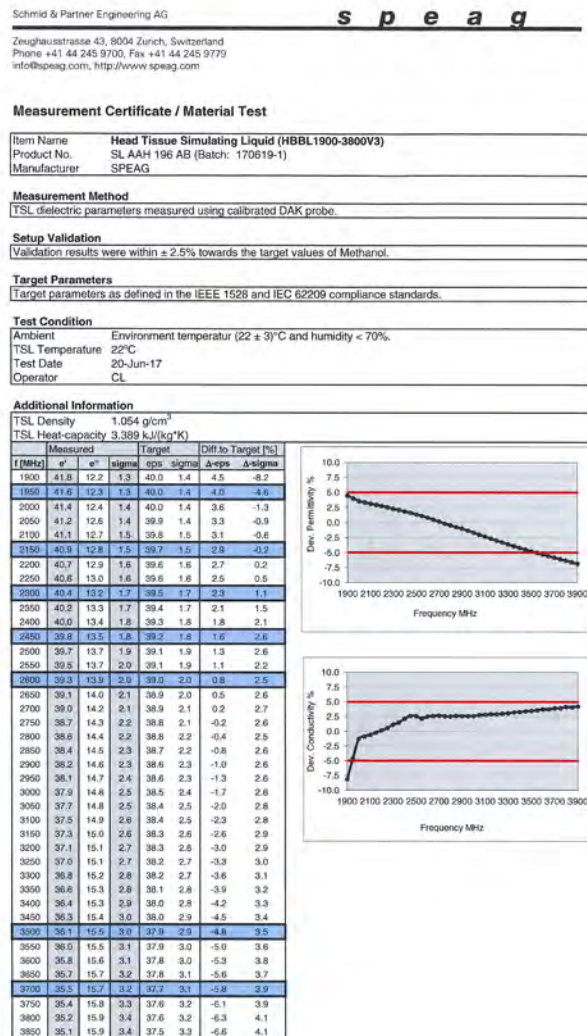 Schmid & Partner Engineering AG
s p e a g
Zeughausstrasse 43, 8004 Zurich, Switzerland
Phone +41 44 245 9700, Fax +41 44 245 9779
info@speag.com, http://www.speag.com
Measurement Certificate / Material Test
Item Name Head Tissue Simulating Liquid (HBBL1900-3800V3)
Product No. SL AAH 196 AB (Batch: 170619-1)
Manufacturer SPEAG
Measurement Method
TSL dielectric parameters measured using calibrated DAK probe.
Setup Validation
Validation results were within ± 2.5% towards the target values of Methanol.
Target Parameters
Target parameters as defined in the IEEE 1528 and IEC 62209 compliance standards.
Test Condition
Ambient Environment temperatur (22 ± 3)°C and humidity < 70%.
TSL Temperature 22°C
Test Date 20-Jun-17
Operator CL
Additional Information
TSL Density 1.054 g/cm³
TSL Heat-capacity 3.389 kJ/(kg*K)
Measured Target Diff.to Target [%]
f [MHz] e' e" sigma eps sigma Δ-eps Δ-sigma
1900 41.8 12.2 1.3 40.0 1.4 4.5 -8.2
1950 41.6 12.3 1.3 40.0 1.4 4.0 -4.6
2000 41.4 12.4 1.4 40.0 1.4 3.6 -1.3
2050 41.2 12.6 1.4 39.9 1.4 3.3 -0.9
2100 41.1 12.7 1.5 39.8 1.5 3.1 -0.6
2150 40.9 12.8 1.5 39.7 1.5 2.9 -0.2
2200 40.7 12.9 1.6 39.6 1.6 2.7 0.2
2250 40.6 13.0 1.6 39.6 1.6 2.5 0.5
2300 40.4 13.2 1.7 39.5 1.7 2.3 1.1
2350 40.2 13.3 1.7 39.4 1.7 2.1 1.5
2400 40.0 13.4 1.8 39.3 1.8 1.8 2.1
2450 39.8 13.5 1.8 39.2 1.8 1.6 2.6
2500 39.7 13.7 1.9 39.1 1.9 1.3 2.6
2550 39.5 13.7 2.0 39.1 1.9 1.1 2.2
2600 39.3 13.9 2.0 39.0 2.0 0.8 2.5
2650 39.1 14.0 2.1 38.9 2.0 0.5 2.6
2700 39.0 14.2 2.1 38.9 2.1 0.2 2.7
2750 38.7 14.3 2.2 38.8 2.1 -0.2 2.6
2800 38.6 14.4 2.2 38.8 2.2 -0.4 2.5
2850 38.4 14.5 2.3 38.7 2.2 -0.8 2.6
2900 38.2 14.6 2.3 38.6 2.3 -1.0 2.6
2950 38.1 14.7 2.4 38.6 2.3 -1.3 2.6
3000 37.9 14.8 2.5 38.5 2.4 -1.7 2.6
3050 37.7 14.8 2.5 38.4 2.5 -2.0 2.8
3100 37.5 14.9 2.6 38.4 2.5 -2.3 2.8
3150 37.3 15.0 2.6 38.3 2.6 -2.6 2.9
3200 37.1 15.1 2.7 38.3 2.6 -3.0 2.9
3250 37.0 15.1 2.7 38.2 2.7 -3.3 3.0
3300 36.8 15.2 2.8 38.2 2.7 -3.6 3.1
3350 36.6 15.3 2.8 38.1 2.8 -3.9 3.2
3400 36.4 15.3 2.9 38.0 2.8 -4.2 3.3
3450 36.3 15.4 3.0 38.0 2.9 -4.5 3.4
3500 36.1 15.5 3.0 37.9 2.9 -4.8 3.5
3550 36.0 15.5 3.1 37.9 3.0 -5.0 3.6
3600 35.8 15.6 3.1 37.8 3.0 -5.3 3.8
3650 35.7 15.7 3.2 37.8 3.1 -5.6 3.7
3700 35.5 15.7 3.2 37.7 3.1 -5.8 3.9
3750 35.4 15.8 3.3 37.6 3.2 -6.1 3.9
3800 35.2 15.9 3.4 37.6 3.2 -6.3 4.1
3850 35.1 15.9 3.4 37.5 3.3 -6.6 4.1
Dev. Permittivity %
10.0
7.5
5.0
2.5
0.0
-2.5
-5.0
-7.5
-10.0
1900 2100 2300 2500 2700 2900 3100 3300 3500 3700 3900
Frequency MHz
Dev. Conductivity %
10.0
7.5
5.0
2.5
0.0
-2.5
-5.0
-7.5
-10.0
1900 2100 2300 2500 2700 2900 3100 3300 3500 3700 3900
Frequency MHz